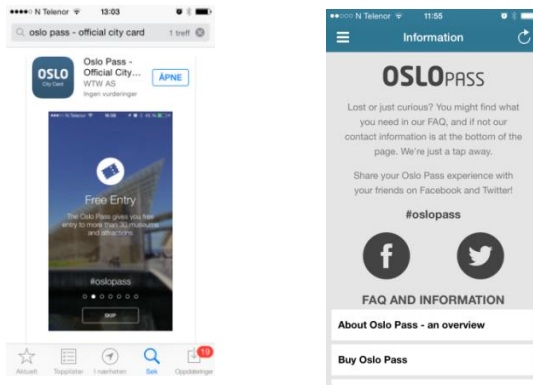 N Telenor 13:03
oslo pass - official city card 1 treff
OSLO
City Card
Oslo Pass -
Official City...
WTW AS
Ingen vurderinger
ÅPNE
Free Entry
The Oslo Pass gives you free
entry to more than 30 museums
and attractions
#oslopass
SKIP
Aktuelt Topplister I nærheten Søk Oppdateringer
19
N Telenor 11:55
Information
OSLOPASS
Lost or just curious? You might find what
you need in our FAQ, and if not our
contact information is at the bottom of the
page. We're just a tap away.
Share your Oslo Pass experience with
your friends on Facebook and Twitter!
#oslopass
FAQ AND INFORMATION
About Oslo Pass - an overview
Buy Oslo Pass